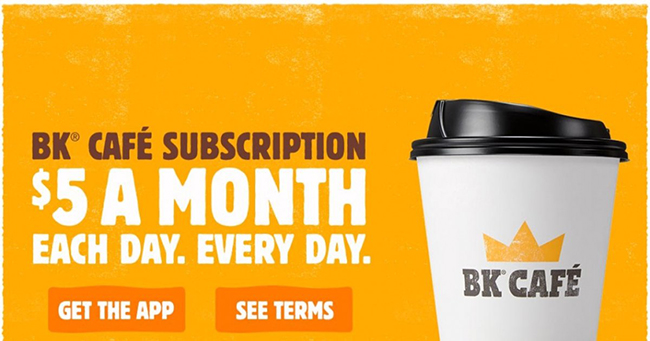 BK® CAFÉ SUBSCRIPTION
$5 A MONTH
EACH DAY. EVERY DAY.
GET THE APP
SEE TERMS
BK® CAFÉ